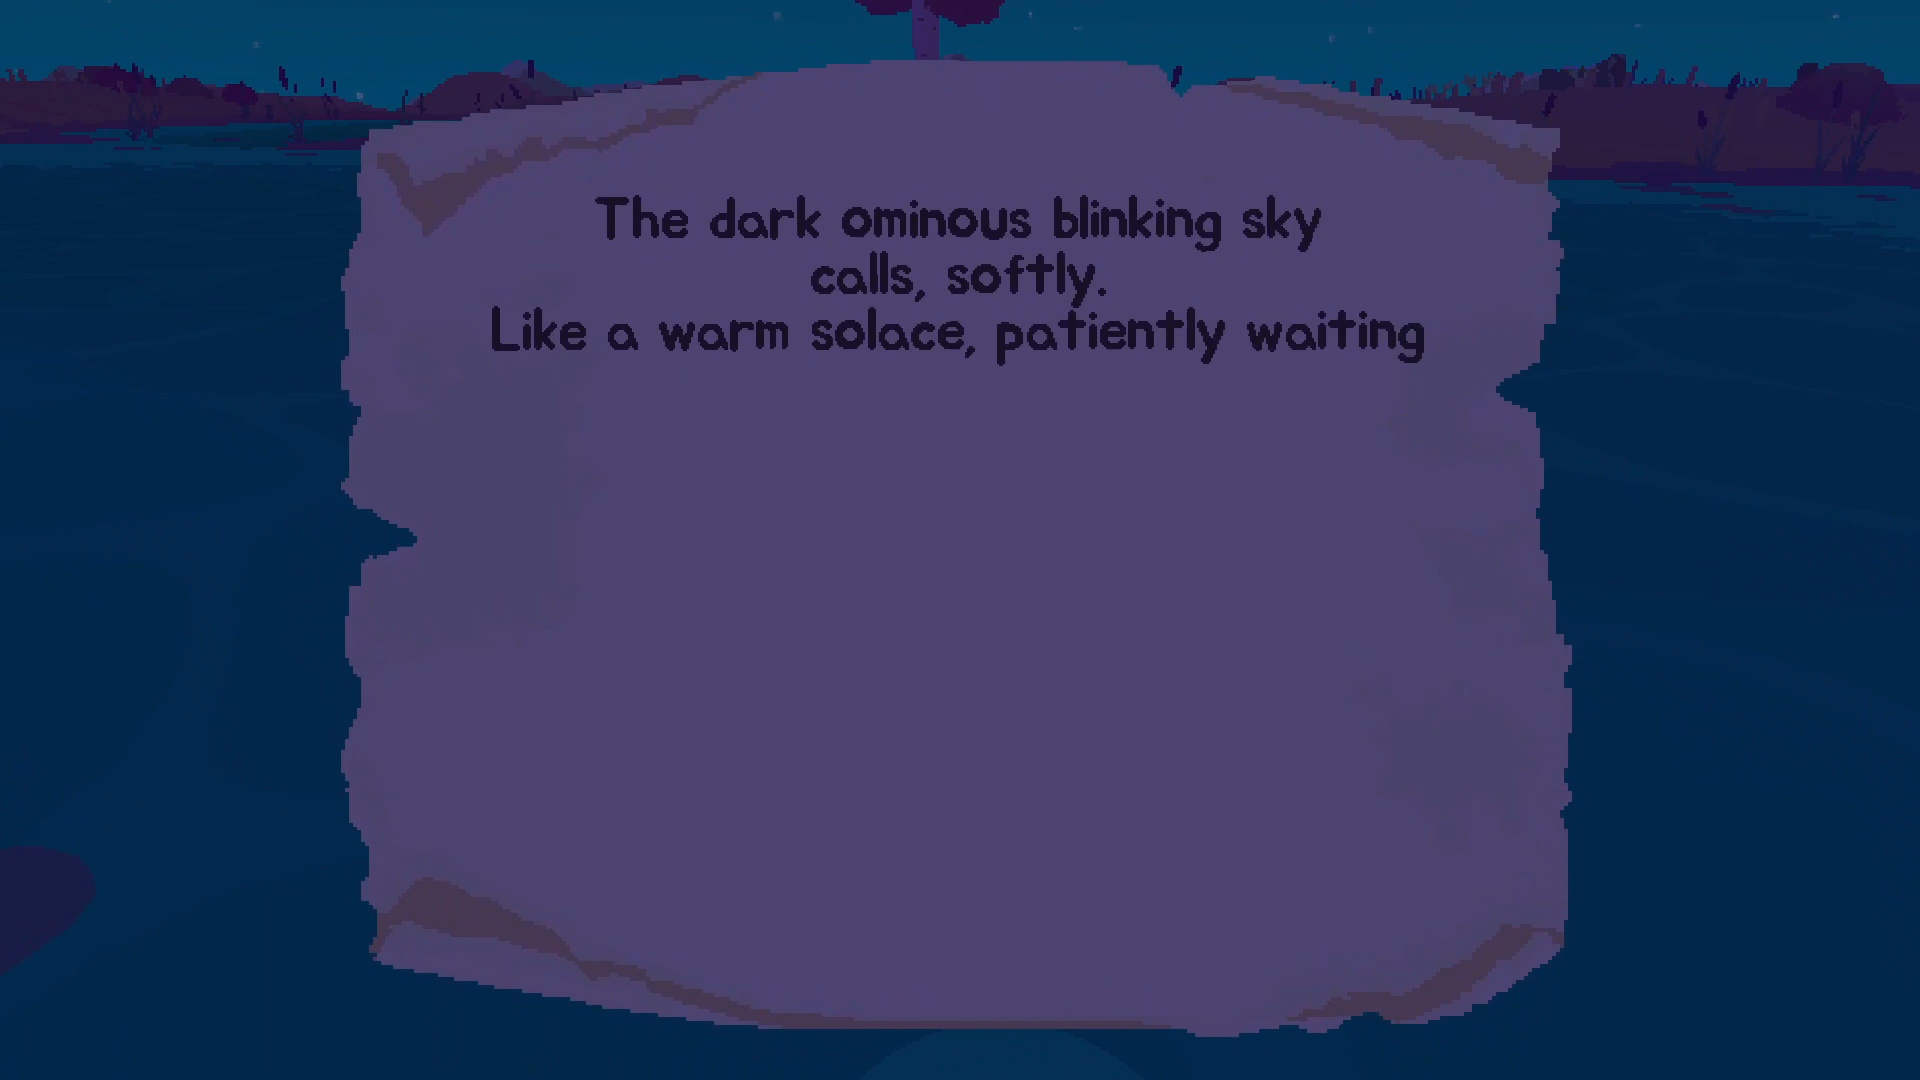 The dark ominous blinking sky
calls, softly.
Like a warm solace, patiently waiting